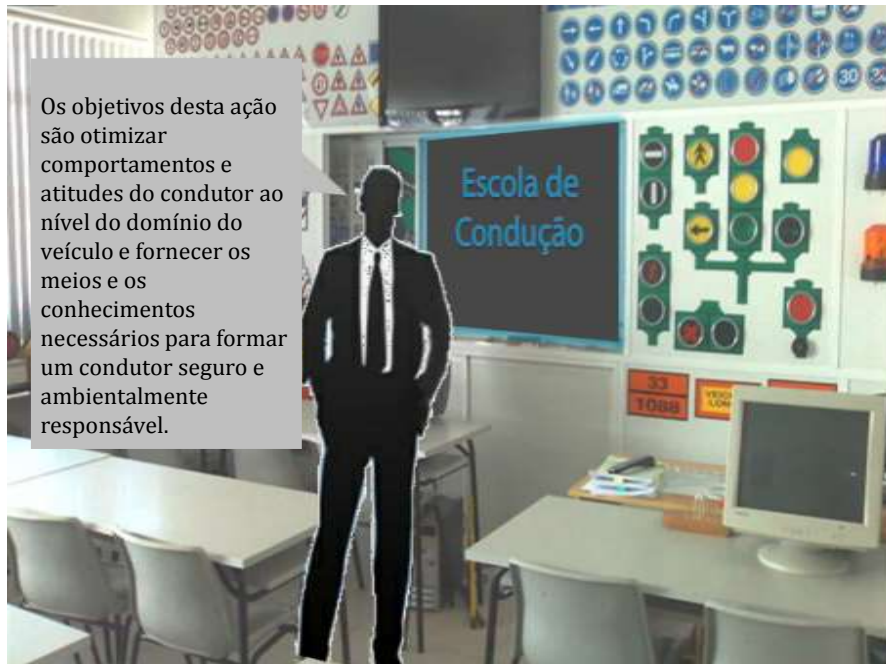 Os objetivos desta ação
são otimizar
comportamentos e
atitudes do condutor ao
nível do domínio do
veículo e fornecer os
meios e os
conhecimentos
necessários para formar
um condutor seguro e
ambientalmente
responsável.
Escola de
Condução
30
33
1088